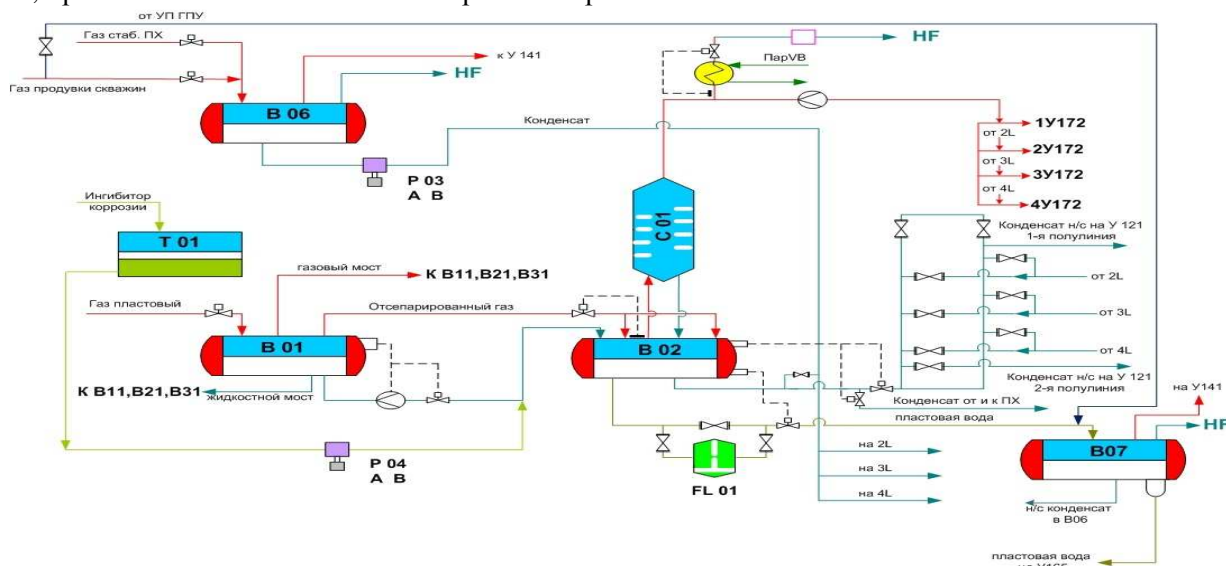 от УП ГПУ
Газ стаб. ПХ
к У 141
HF
HF
ПарVB
Газ продувки скважин
В 06
Конденсат
P 03
A B
1У172
от 2L
2У172
от 3L
3У172
от 4L
4У172
Ингибитор
коррозии
Т 01
С 01
Конденсат н/с на У 121
1-я полулиния
от 2L
от 3L
от 4L
газовый мост
К В11,В21,В31
Газ пластовый
Отсепарированный газ
В 01
В 02
К В11,В21,В31
жидкостной мост
Конденсат н/с на У 121
2-я полулиния
Конденсат от и к ПХ
пластовая вода
на У141
HF
В07
P 04
A B
FL 01
на 2L
на 3L
на 4L
н/с конденсат
в В06
пластовая вода